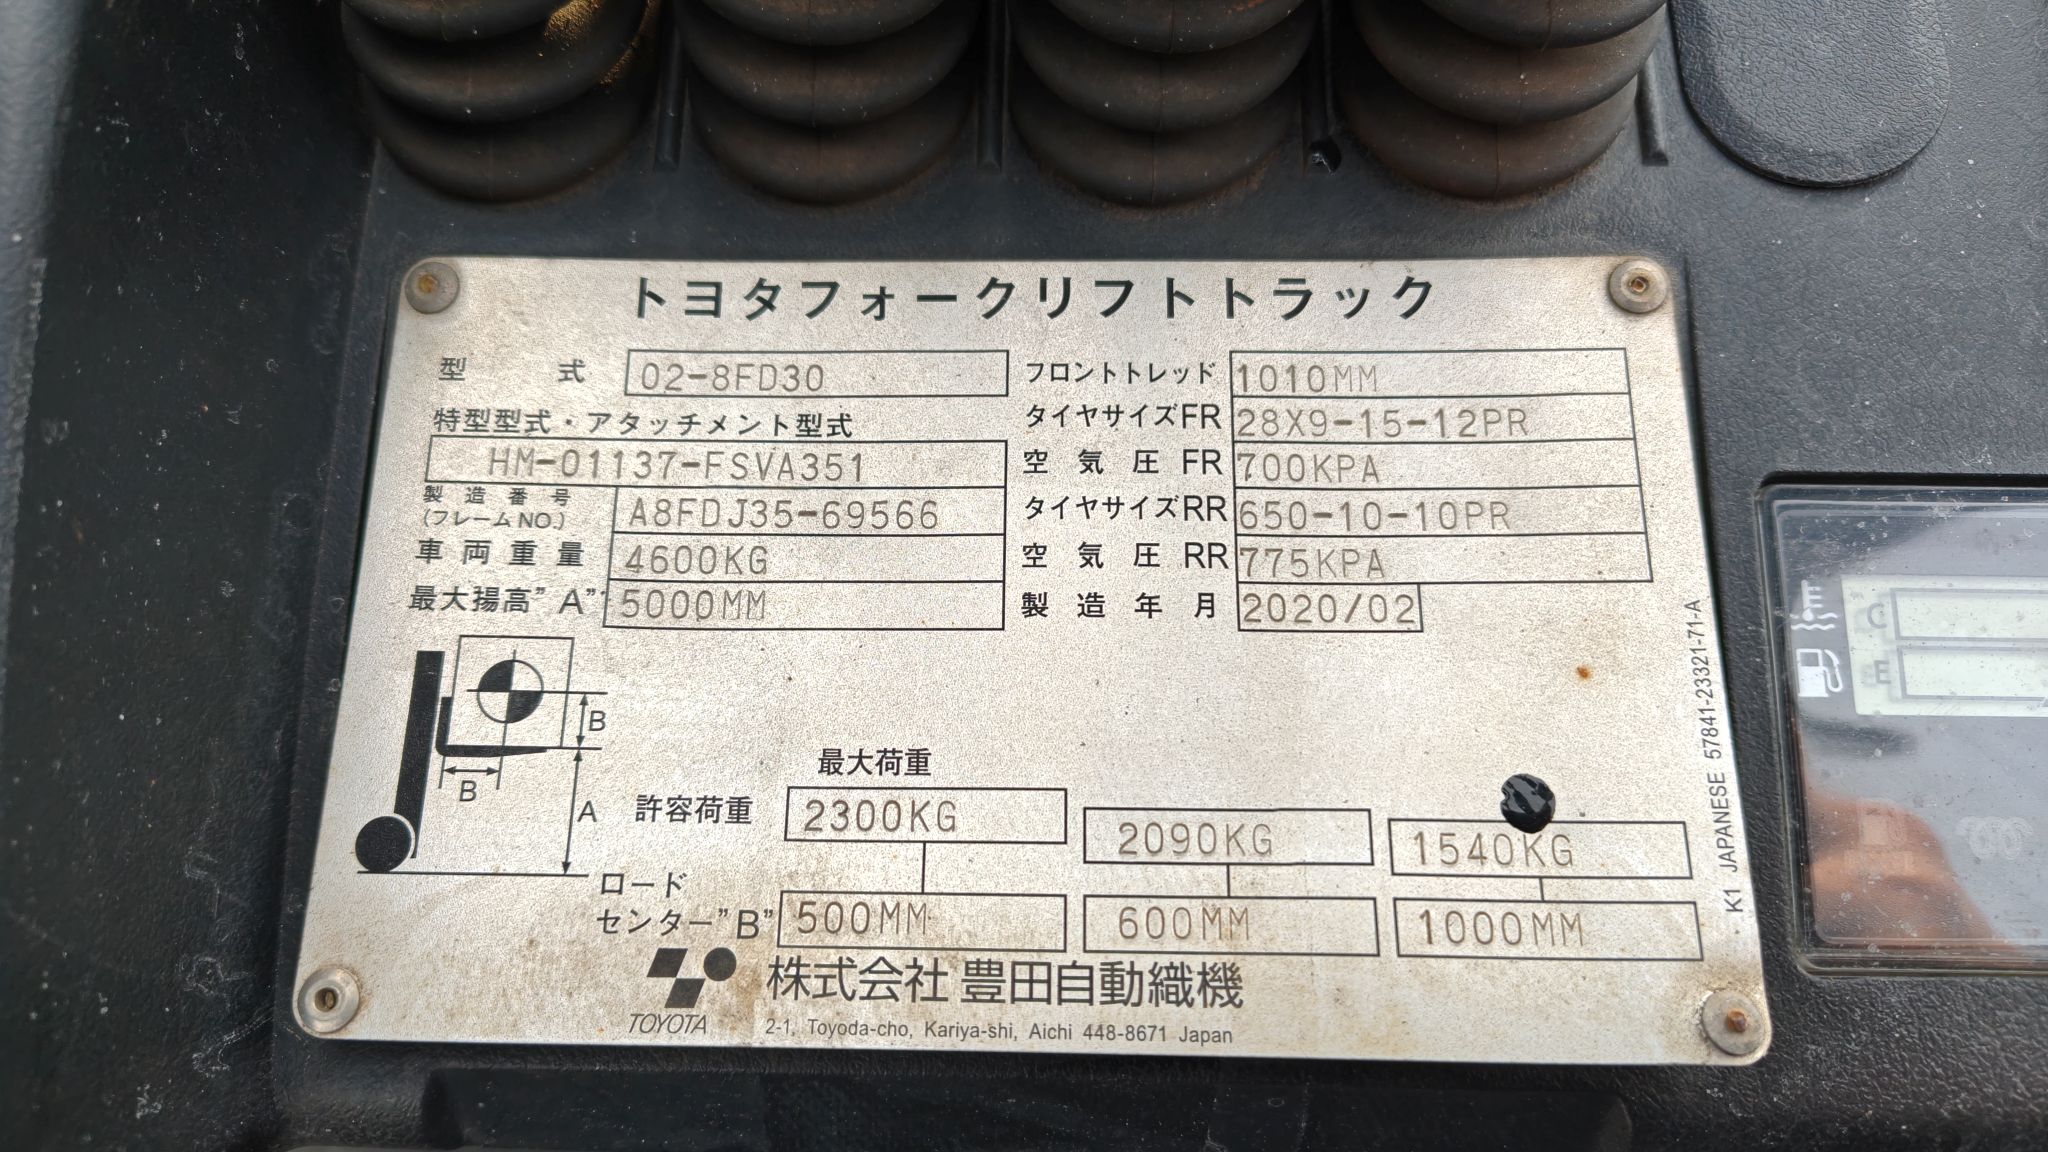 トヨタフォークリフトトラック
型式 02-8FD30
特型型式・アタッチメント型式
HM-01137-FSVA351
製造番号
(フレームNO.) A8FDJ35-69566
車両重量 4600KG
最大揚高"A" 5000MM
フロントトレッド 1010MM
タイヤサイズFR 28X9-15-12PR
空気圧 FR 700KPA
タイヤサイズRR 650-10-10PR
空気圧 RR 775KPA
製造年月 2020/02
B
B
A
最大荷重
許容荷重 2300KG 2090KG 1540KG
ロード
センター"B" 500MM 600MM 1000MM
TOYOTA
株式会社 豊田自動織機
2-1, Toyoda-cho, Kariya-shi, Aichi 448-8671 Japan
K1 JAPANESE 57841-23321-71-A
C
E